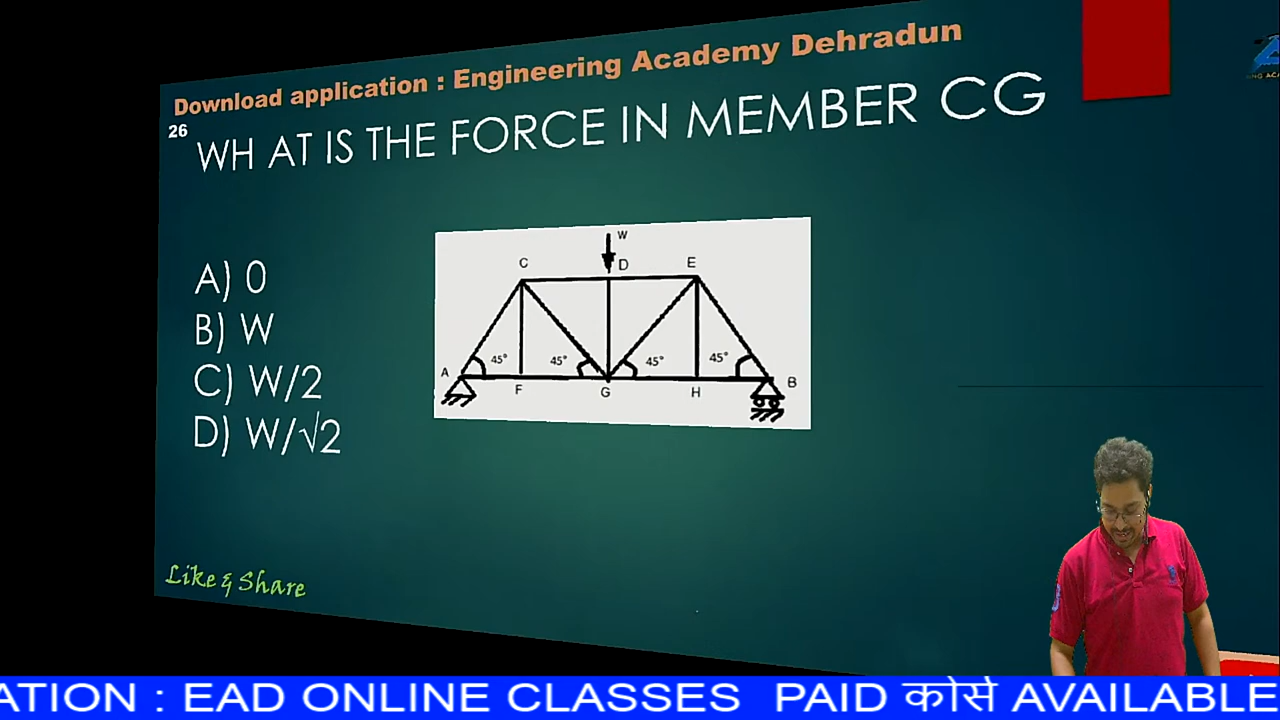 Download application : Engineering Academy Dehradun
26
WH AT IS THE FORCE IN MEMBER CG
A) 0
B) W
C) W/2
D) W/√2
W
C
D
E
45°
45°
45°
45°
A
F
G
H
B
Like & Share
ATION : EAD ONLINE CLASSES PAID कोर्स AVAILABLE